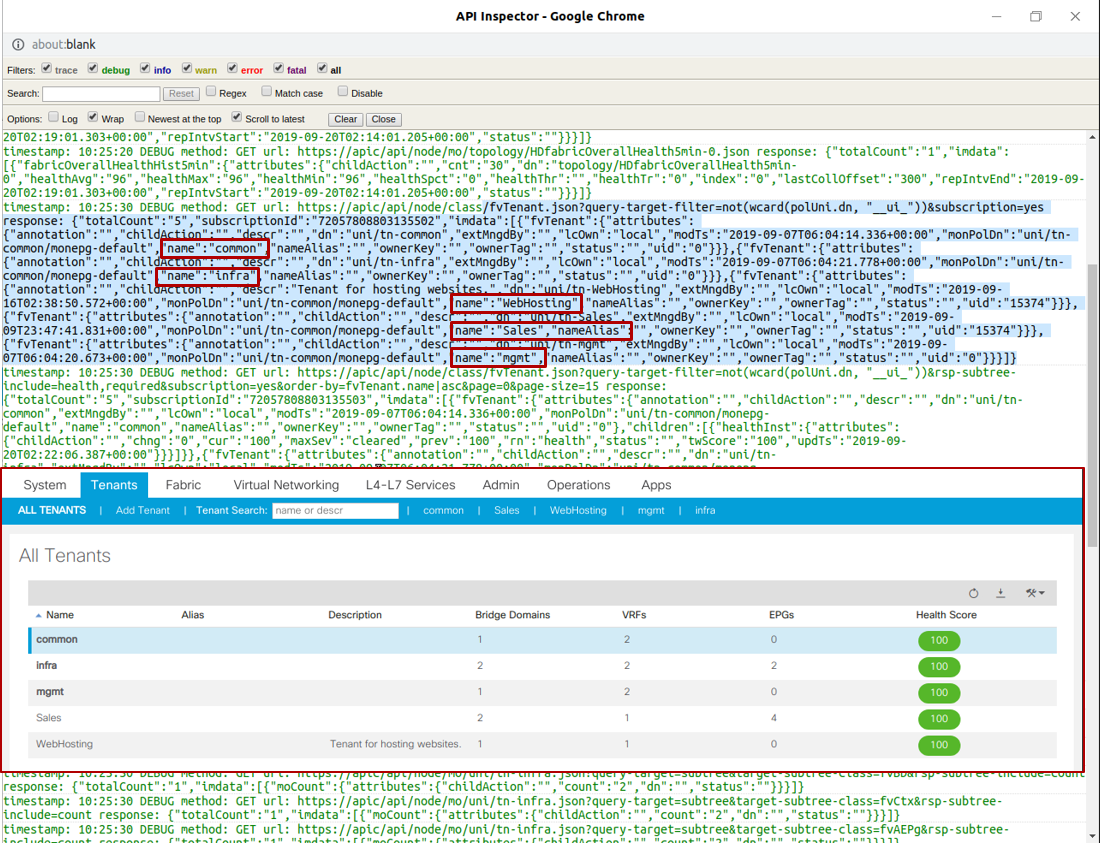 API Inspector - Google Chrome
about:blank
Filters: trace debug info warn error fatal all
Search: Reset Regex Match case Disable
Options: Log Wrap Newest at the top Scroll to latest Clear Close
20T02:19:01.303+00:00","repIntvStart":"2019-09-20T02:14:01.205+00:00","status":""}}}]}
timestamp: 10:25:20 DEBUG method: GET url: https://apic/api/node/mo/topology/HDfabricOverallHealth5min-0.json response: {"totalCount":"1","imdata":
[{"fabricOverallHealthHist5min":{"attributes":{"childAction":"","cnt":"30","dn":"topology/HDfabricOverallHealth5min-
0","healthAvg":"96","healthMax":"96","healthMin":"96","healthSpct":"0","healthThr":"","healthTr":"0","index":"0","lastCollOffset":"300","repIntvEnd":"2019-09-
20T02:19:01.303+00:00","repIntvStart":"2019-09-20T02:14:01.205+00:00","status":""}}}]}
timestamp: 10:25:30 DEBUG method: GET url: https://apic/api/node/class/fvTenant.json?query-target-filter=not(wcard(polUni.dn, "__ui_"))&subscription=yes
response: {"totalCount":"5","subscriptionId":"72057808803135502","imdata":[{"fvTenant":{"attributes":
{"annotation":"","childAction":"","descr":"","dn":"uni/tn-common","extMngdBy":"","lcOwn":"local","modTs":"2019-09-07T06:04:14.336+00:00","monPolDn":"uni/tn-
common/monepg-default","name":"common","nameAlias":"","ownerKey":"","ownerTag":"","status":"","uid":"0"}}},{"fvTenant":{"attributes":
{"annotation":"","childAction":"","descr":"","dn":"uni/tn-infra","extMngdBy":"","lcOwn":"local","modTs":"2019-09-07T06:04:21.778+00:00","monPolDn":"uni/tn-
common/monepg-default","name":"infra","nameAlias":"","ownerKey":"","ownerTag":"","status":"","uid":"0"}}},{"fvTenant":{"attributes":
{"annotation":"","childAction":"","descr":"Tenant for hosting websites.","dn":"uni/tn-WebHosting","extMngdBy":"","lcOwn":"local","modTs":"2019-09-
16T02:38:50.572+00:00","monPolDn":"uni/tn-common/monepg-default","name":"WebHosting","nameAlias":"","ownerKey":"","ownerTag":"","status":"","uid":"15374"}}},
{"fvTenant":{"attributes":{"annotation":"","childAction":"","descr":"","dn":"uni/tn-Sales","extMngdBy":"","lcOwn":"local","modTs":"2019-09-
09T23:47:41.831+00:00","monPolDn":"uni/tn-common/monepg-default","name":"Sales","nameAlias":"","ownerKey":"","ownerTag":"","status":"","uid":"15374"}}},
{"fvTenant":{"attributes":{"annotation":"","childAction":"","descr":"","dn":"uni/tn-mgmt","extMngdBy":"","lcOwn":"local","modTs":"2019-09-
07T06:04:20.673+00:00","monPolDn":"uni/tn-common/monepg-default","name":"mgmt","nameAlias":"","ownerKey":"","ownerTag":"","status":"","uid":"0"}}}]}
timestamp: 10:25:30 DEBUG method: GET url: https://apic/api/node/class/fvTenant.json?query-target-filter=not(wcard(polUni.dn, "__ui_"))&rsp-subtree-
include=health,required&subscription=yes&order-by=fvTenant.name|asc&page=0&page-size=15 response:
{"totalCount":"5","subscriptionId":"72057808803135503","imdata":[{"fvTenant":{"attributes":{"annotation":"","childAction":"","descr":"","dn":"uni/tn-
common","extMngdBy":"","lcOwn":"local","modTs":"2019-09-07T06:04:14.336+00:00","monPolDn":"uni/tn-common/monepg-
default","name":"common","nameAlias":"","ownerKey":"","ownerTag":"","status":"","uid":"0"},"children":[{"healthInst":{"attributes":
{"childAction":"","chng":"0","cur":"100","maxSev":"cleared","prev":"100","rn":"health","status":"","twScore":"100","updTs":"2019-09-
20T02:22:06.387+00:00"}}}]}},{"fvTenant":{"attributes":{"annotation":"","childAction":"","descr":"","dn":"uni/tn-
infra","extMngdBy":"","lcOwn":"local","modTs":"2019-09-07T06:04:21.778+00:00","monPolDn":"uni/tn-common/monepg-
System Tenants Fabric Virtual Networking L4-L7 Services Admin Operations Apps
ALL TENANTS | Add Tenant | Tenant Search: name or descr | common | Sales | WebHosting | mgmt | infra
All Tenants
Name Alias Description Bridge Domains VRFs EPGs Health Score
common 1 2 0 100
infra 2 2 2 100
mgmt 1 2 0 100
Sales 2 1 4 100
WebHosting Tenant for hosting websites. 1 1 0 100
timestamp: 10:25:30 DEBUG method: GET url: https://apic/api/node/mo/uni/tn-infra.json?query-target=subtree&target-subtree-class=fvBD&rsp-subtree-include=count
response: {"totalCount":"1","imdata":[{"moCount":{"attributes":{"childAction":"","count":"2","dn":"","status":""}}}]}
timestamp: 10:25:30 DEBUG method: GET url: https://apic/api/node/mo/uni/tn-infra.json?query-target=subtree&target-subtree-class=fvCtx&rsp-subtree-
include=count response: {"totalCount":"1","imdata":[{"moCount":{"attributes":{"childAction":"","count":"2","dn":"","status":""}}}]}
timestamp: 10:25:30 DEBUG method: GET url: https://apic/api/node/mo/uni/tn-infra.json?query-target=subtree&target-subtree-class=fvAEPg&rsp-subtree-
include=count response: {"totalCount":"1","imdata":[{"moCount":{"attributes":{"childAction":"","count":"2","dn":"","status":""}}}]}